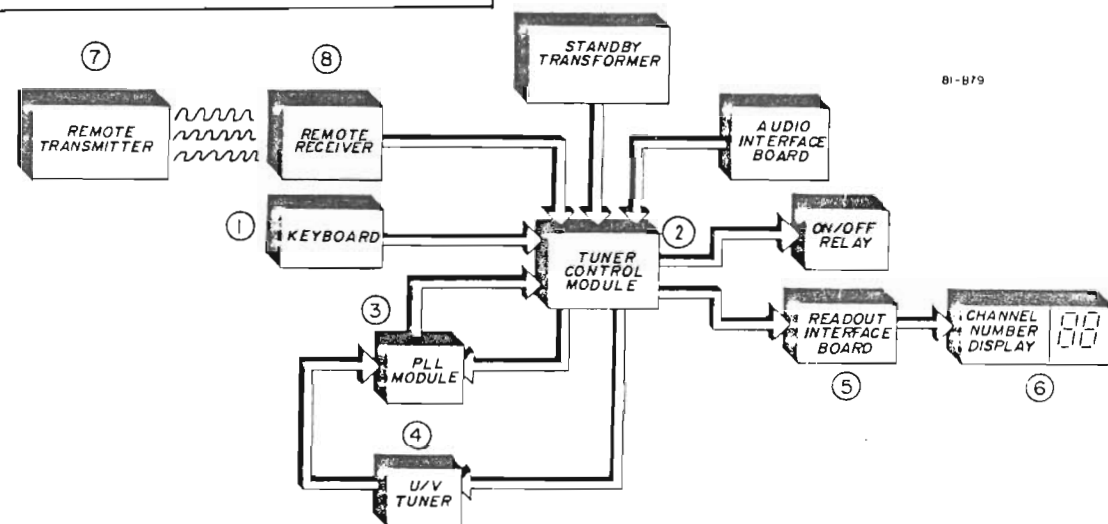 7
8
STANDBY
TRANSFORMER
81-879
REMOTE
TRANSMITTER
REMOTE
RECEIVER
AUDIO
INTERFACE
BOARD
1
KEYBOARD
2
TUNER
CONTROL
MODULE
ON/OFF
RELAY
3
PLL
MODULE
READOUT
INTERFACE
BOARD
CHANNEL
NUMBER
DISPLAY
88
5
6
4
U/V
TUNER